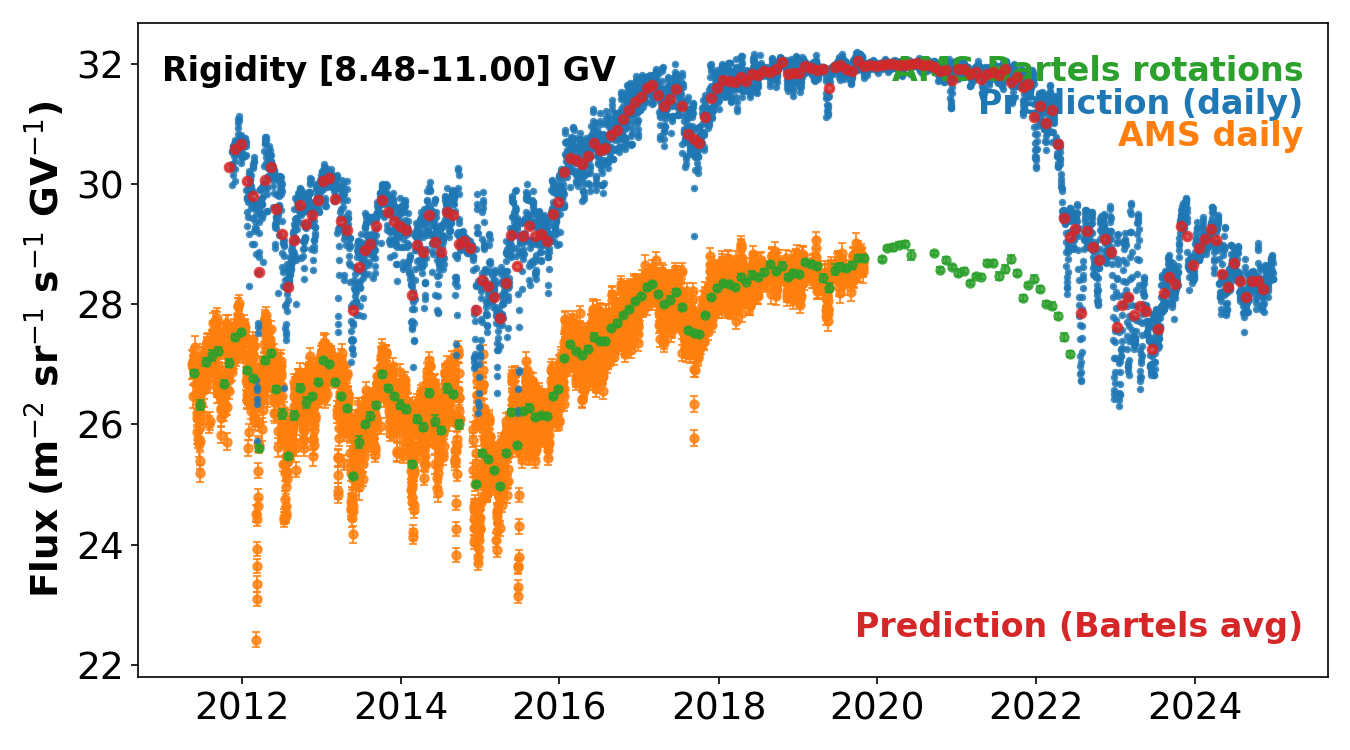 Rigidity [8.48-11.00] GV
AMS Bartels rotations
Prediction (daily)
AMS daily
Prediction (Bartels avg)
Flux (m⁻² sr⁻¹ s⁻¹ GV⁻¹)
32
30
28
26
24
22
2012 2014 2016 2018 2020 2022 2024